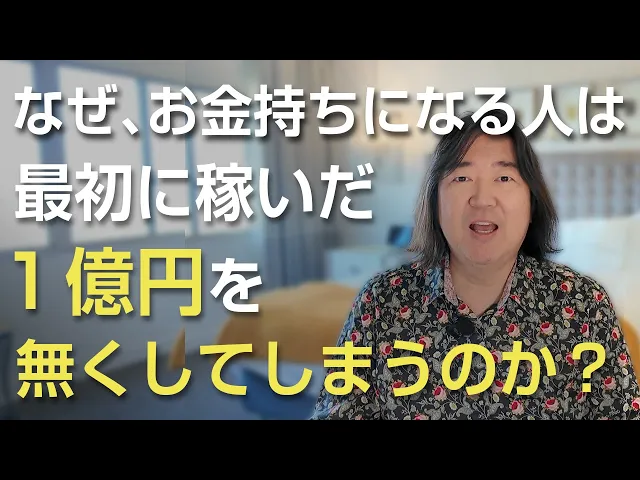 なぜ、お金持ちになる人は
最初に稼いだ
1億円を
無くしてしまうのか？